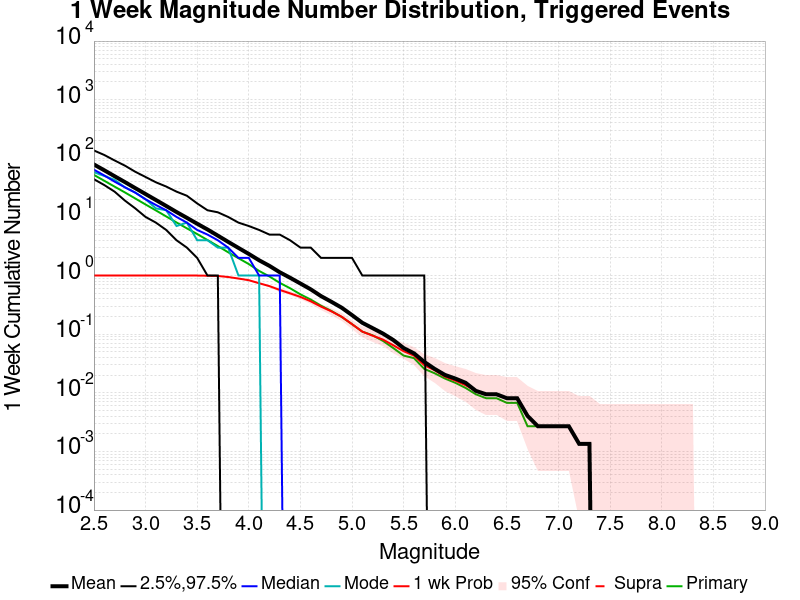 1 Week Magnitude Number Distribution, Triggered Events
10^4
10^3
10^2
10^1
10^0
10^-1
10^-2
10^-3
10^-4
1 Week Cumulative Number
2.5 3.0 3.5 4.0 4.5 5.0 5.5 6.0 6.5 7.0 7.5 8.0 8.5 9.0
Magnitude
Mean 2.5%,97.5% Median Mode 1 wk Prob 95% Conf Supra Primary